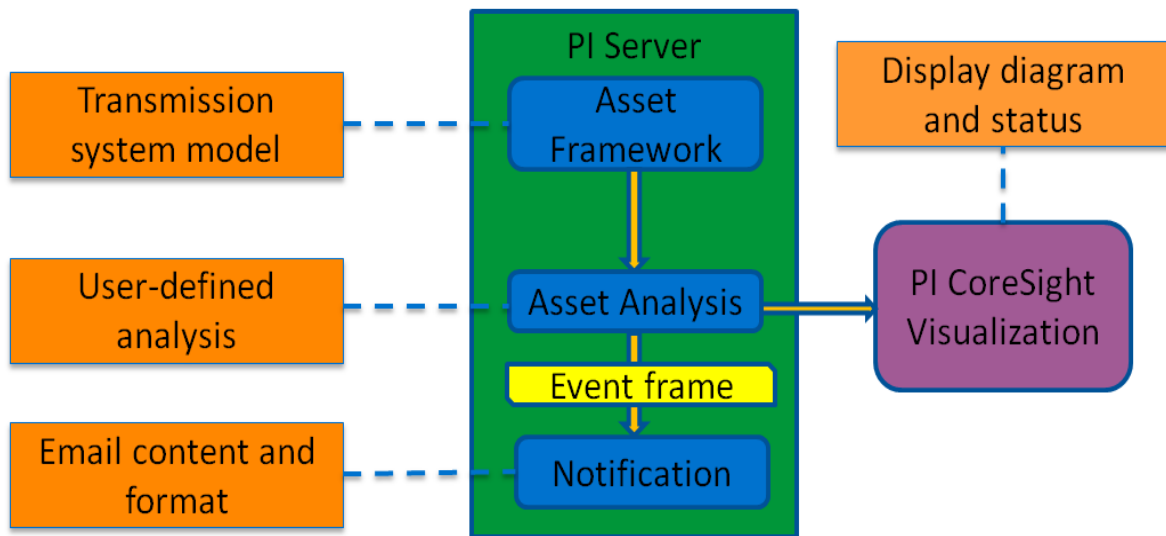 Transmission
system model
User-defined
analysis
Email content and
format
PI Server
Asset
Framework
Asset Analysis
Event frame
Notification
Display diagram
and status
PI CoreSight
Visualization